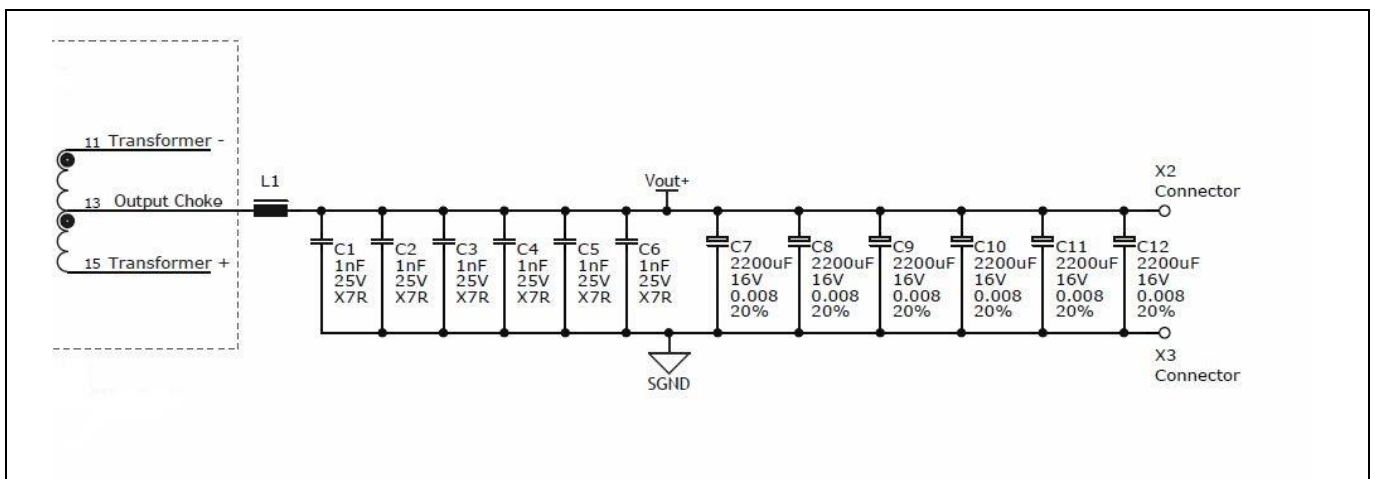 11 Transformer -
13 Output Choke
15 Transformer +
L1
Vout+
X2
Connector
C1
1nF
25V
X7R
C2
1nF
25V
X7R
C3
1nF
25V
X7R
C4
1nF
25V
X7R
C5
1nF
25V
X7R
C6
1nF
25V
X7R
C7
2200uF
16V
0.008
20%
C8
2200uF
16V
0.008
20%
C9
2200uF
16V
0.008
20%
C10
2200uF
16V
0.008
20%
C11
2200uF
16V
0.008
20%
C12
2200uF
16V
0.008
20%
SGND
X3
Connector